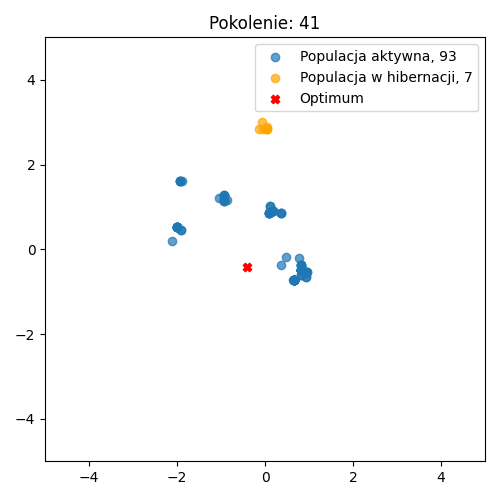 Pokolenie: 41
Populacja aktywna, 93
Populacja w hibernacji, 7
Optimum
4
2
0
−2
−4
−4
−2
0
2
4